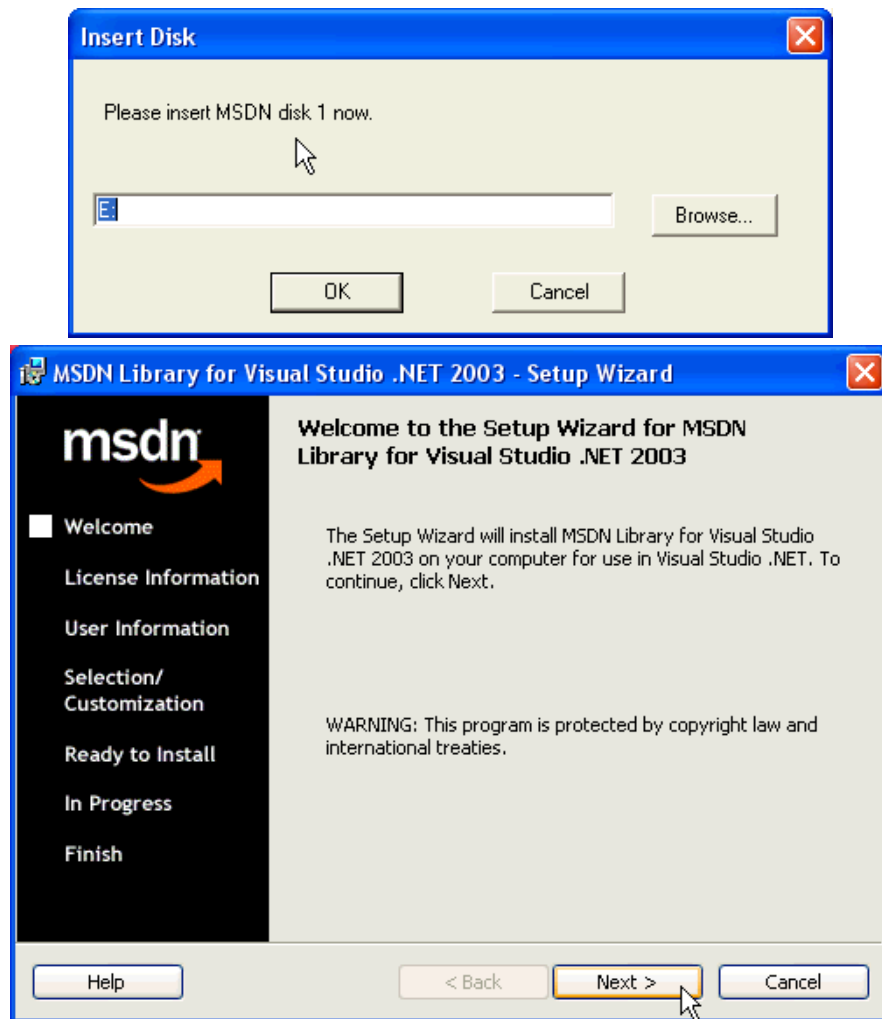 Insert Disk
Please insert MSDN disk 1 now.
E:
Browse...
OK
Cancel
MSDN Library for Visual Studio .NET 2003 - Setup Wizard
msdn
Welcome
License Information
User Information
Selection/
Customization
Ready to Install
In Progress
Finish
Welcome to the Setup Wizard for MSDN
Library for Visual Studio .NET 2003
The Setup Wizard will install MSDN Library for Visual Studio
.NET 2003 on your computer for use in Visual Studio .NET. To
continue, click Next.
WARNING: This program is protected by copyright law and
international treaties.
Help
< Back
Next >
Cancel